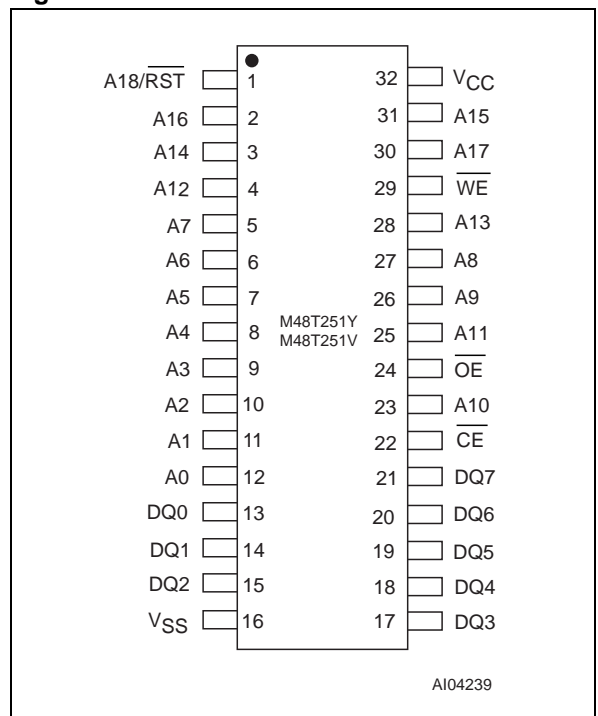 A18/RST 1 32 VCC
A16 2 31 A15
A14 3 30 A17
A12 4 29 WE
A7 5 28 A13
A6 6 27 A8
A5 7 26 A9
A4 8 M48T251Y 25 A11
M48T251V
A3 9 24 OE
A2 10 23 A10
A1 11 22 CE
A0 12 21 DQ7
DQ0 13 20 DQ6
DQ1 14 19 DQ5
DQ2 15 18 DQ4
VSS 16 17 DQ3
AI04239